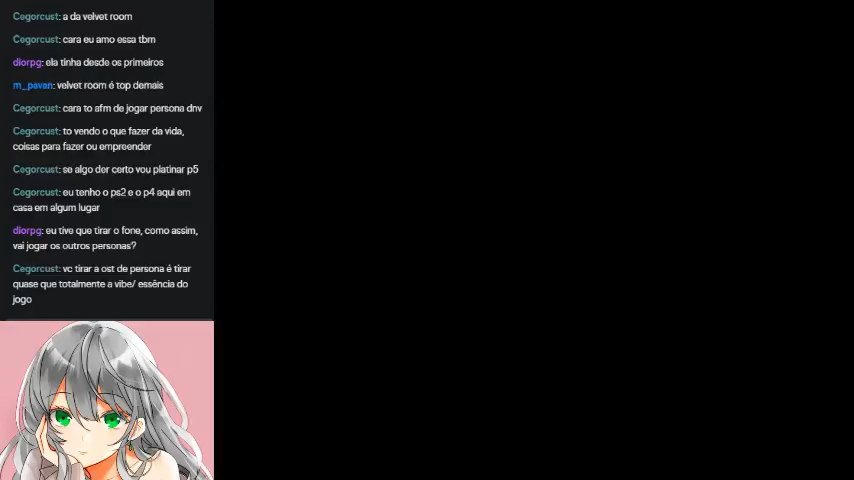 Cegorcust: a da velvet room
Cegorcust: cara eu amo essa tbm
diorpg: ela tinha desde os primeiros
m_pavan: velvet room é top demais
Cegorcust: cara to afm de jogar persona dnv
Cegorcust: to vendo o que fazer da vida,
coisas para fazer ou empreender
Cegorcust: se algo der certo vou platinar p5
Cegorcust: eu tenho o ps2 e o p4 aqui em
casa em algum lugar
diorpg: eu tive que tirar o fone, como assim,
vai jogar os outros personas?
Cegorcust: vc tirar a ost de persona é tirar
quase que totalmente a vibe/ essência do
jogo